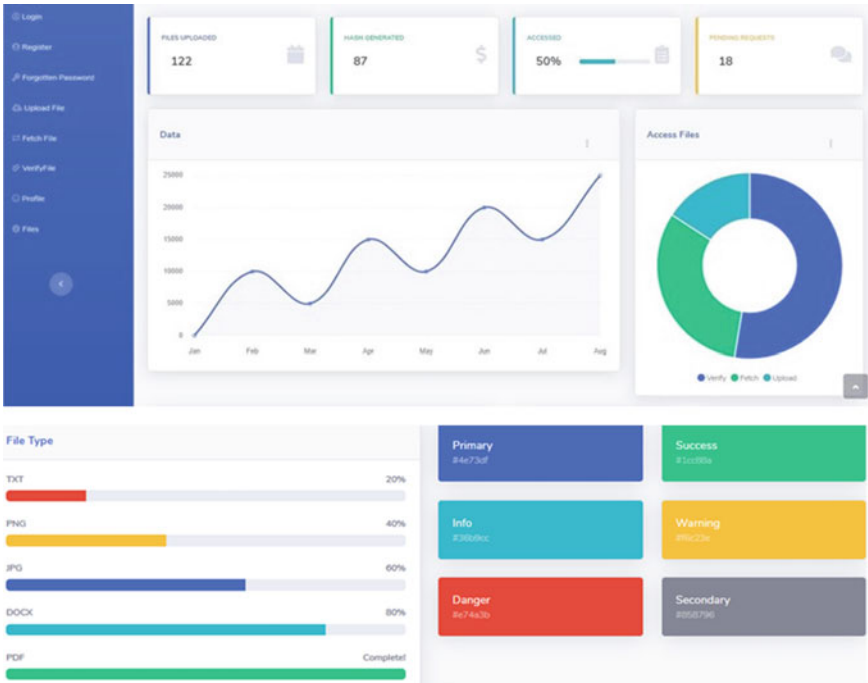 Login
Register
Forgotten Password
Upload File
Fetch File
VerifyFile
Profile
Files
FILES UPLOADED
122
HASH GENERATED
87
$
ACCESSED
50%
PENDING REQUESTS
18
Data
25000
20000
15000
10000
5000
0
Jan Feb Mar Apr May Jun Jul Aug
Access Files
Verify Fetch Upload
File Type
TXT 20%
PNG 40%
JPG 60%
DOCX 80%
PDF Complete!
Primary
#4e73df
Success
#1cc88a
Info
#36b9cc
Warning
#f6c23e
Danger
#e74a3b
Secondary
#858796